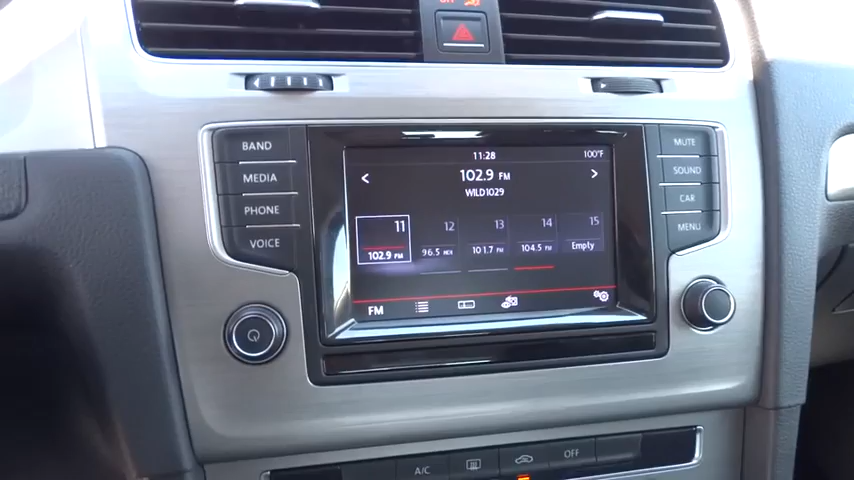 BAND
MEDIA
PHONE
VOICE
MUTE
SOUND
CAR
MENU
11:28
100°F
< 102.9 FM >
WILD1029
11 12 13 14 15
102.9 FM 96.5 101.7 FM 104.5 FM Empty
FM
A/C
OFF